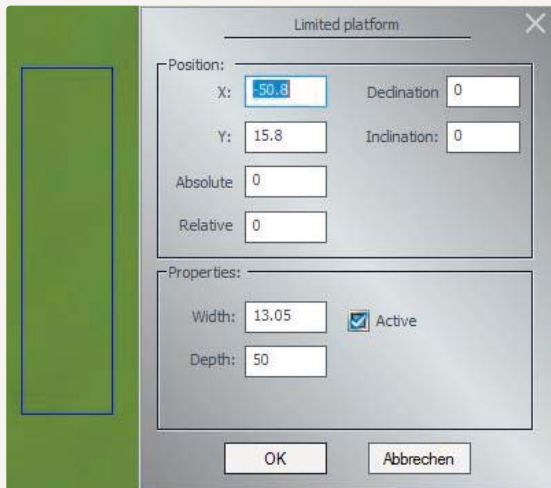 Limited platform
Position:
X: -50.8 Declination 0
Y: 15.8 Inclination: 0
Absolute 0
Relative 0
Properties:
Width: 13.05 Active
Depth: 50
OK Abbrechen